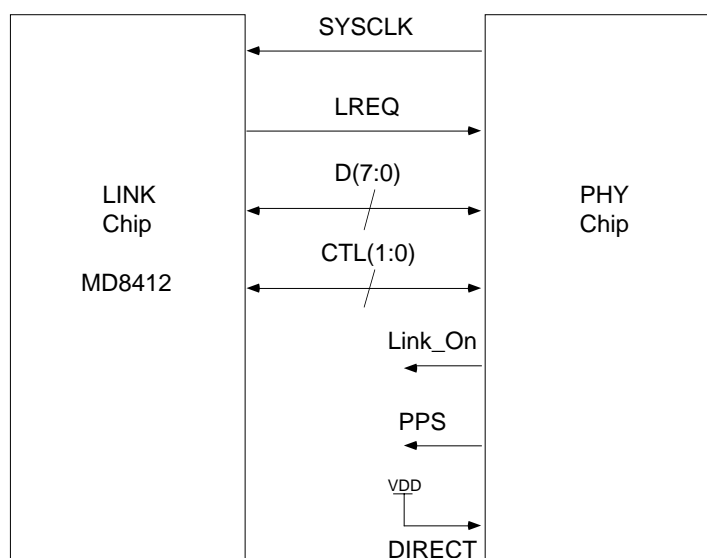 SYSCLK
LREQ
D(7:0)
LINK
Chip
PHY
Chip
CTL(1:0)
MD8412
Link_On
PPS
VDD
DIRECT